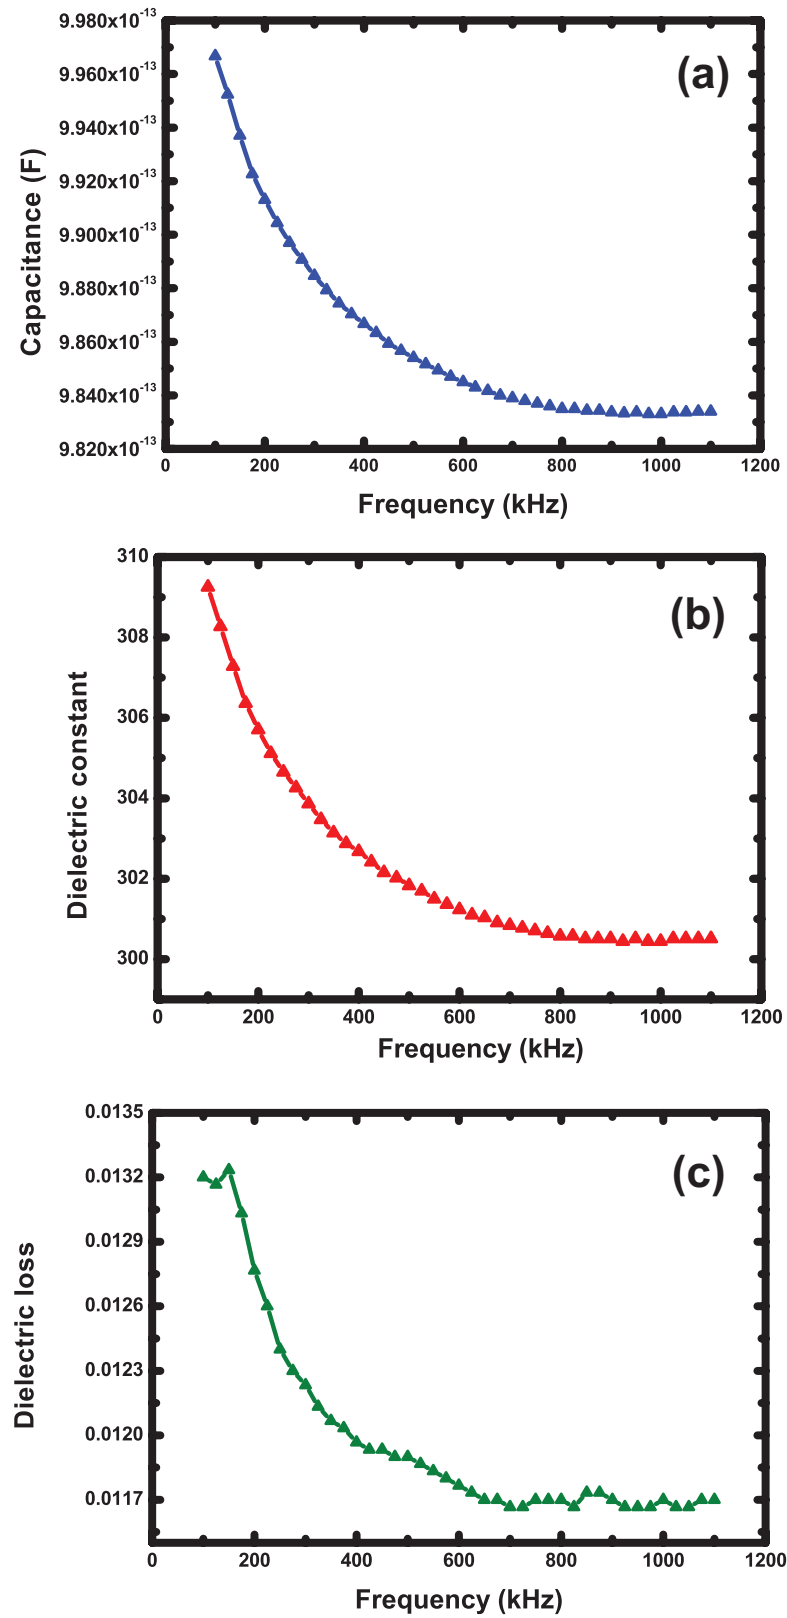 9.980x10⁻¹³
9.960x10⁻¹³
9.940x10⁻¹³
9.920x10⁻¹³
9.900x10⁻¹³
9.880x10⁻¹³
9.860x10⁻¹³
9.840x10⁻¹³
9.820x10⁻¹³
Capacitance (F)
(a)
0 200 400 600 800 1000 1200
Frequency (kHz)
310
308
306
304
302
300
Dielectric constant
(b)
0 200 400 600 800 1000 1200
Frequency (kHz)
0.0135
0.0132
0.0129
0.0126
0.0123
0.0120
0.0117
Dielectric loss
(c)
0 200 400 600 800 1000 1200
Frequency (kHz)